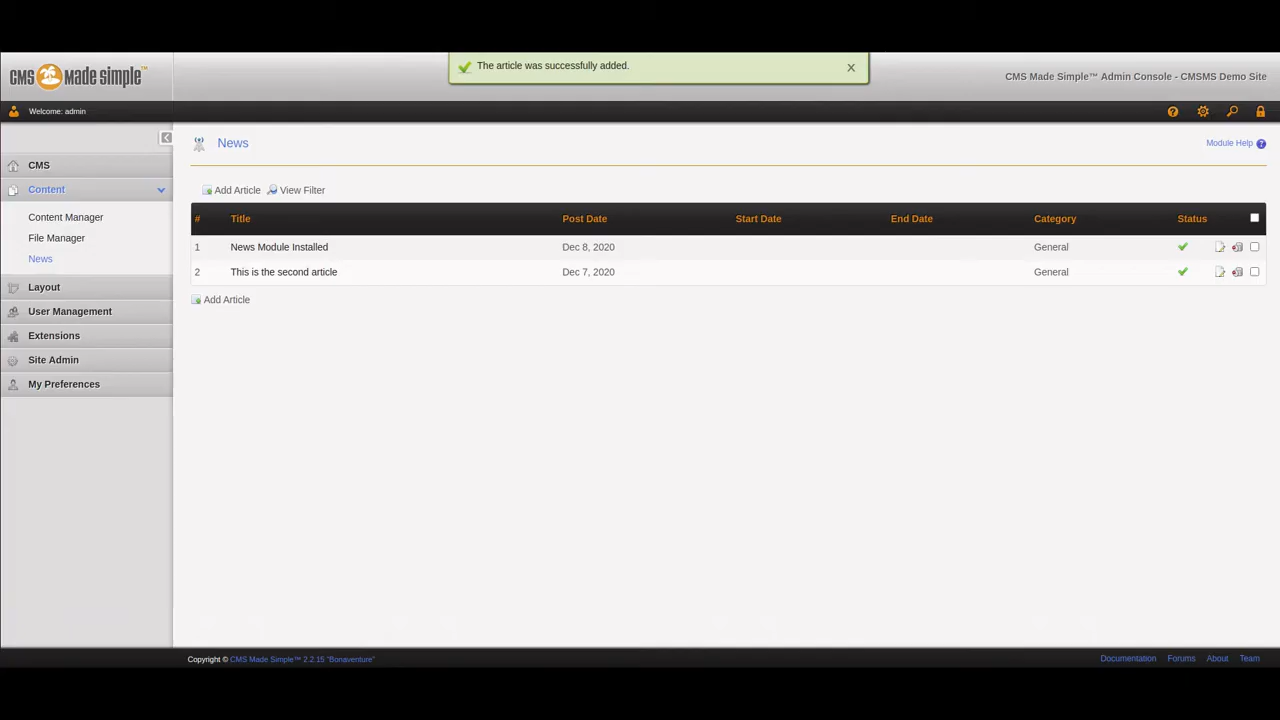 The article was successfully added.
CMS Made Simple™
CMS Made Simple™ Admin Console - CMSMS Demo Site
Welcome: admin
News
Module Help ?
CMS
Content
Content Manager
File Manager
News
Layout
User Management
Extensions
Site Admin
My Preferences
Add Article View Filter
# Title Post Date Start Date End Date Category Status
1 News Module Installed Dec 8, 2020 General
2 This is the second article Dec 7, 2020 General
Add Article
Copyright © CMS Made Simple™ 2.2.15 "Bonaventure"
Documentation Forums About Team